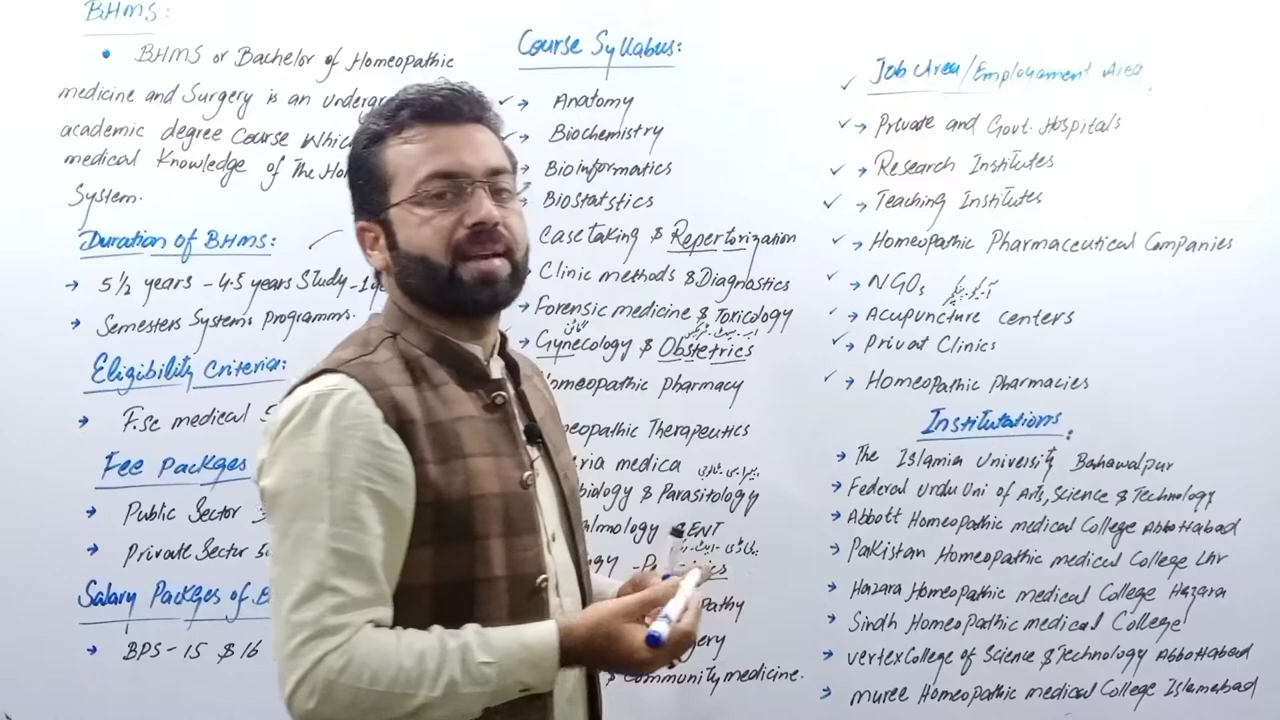 BHMS:
BHMS or Bachelor of Homeopathic
medicine and Surgery is an
academic degree Course
medical Knowledge of The
System.
Duration of BHMS:
→ 5½ years - 4.5 years Study -
→ Semesters Systems programms.
Eligibility Criteria:
→ F.sc medical
Fee Packges
→ Public Sector
→ Private Sector
Salary Packges of
→ BPS-15 $ 16
Course Syllabus:
→ Anatomy
→ Biochemistry
→ Bioinformatics
→ Biostatstics
Case taking $ Repertorization
Clinic methods $ Diagnostics
→ Forensic medicine $ Toxicology
→ Gynecology $ Obstetrics
Pharmacy
Therapeutics
medica
$ Parasitology
$ ENT
$ Community medicine.
Job Area/Employament Area
→ Private and Govt. Hospitals
→ Research Institutes
→ Teaching Institutes
→ Homeopathic Pharmaceutical Companies
→ NGOs
→ Acupuncture centers
→ Privat Clinics
→ Homeopathic Pharmacies
Institutations:
→ The Islamia University Bahawalpur
→ Federal Urdu Uni of Arts, Science $ Technology
→ Abbott Homeopathic medical College Abbottabad
→ Pakistan Homeopathic medical College Lhr
→ Hazara Homeopathic medical College Hazara
→ Sindh Homeopathic medical College
→ vertex College of Science $ Technology Abbottabad
→ muree Homeopathic medical College Islamabad